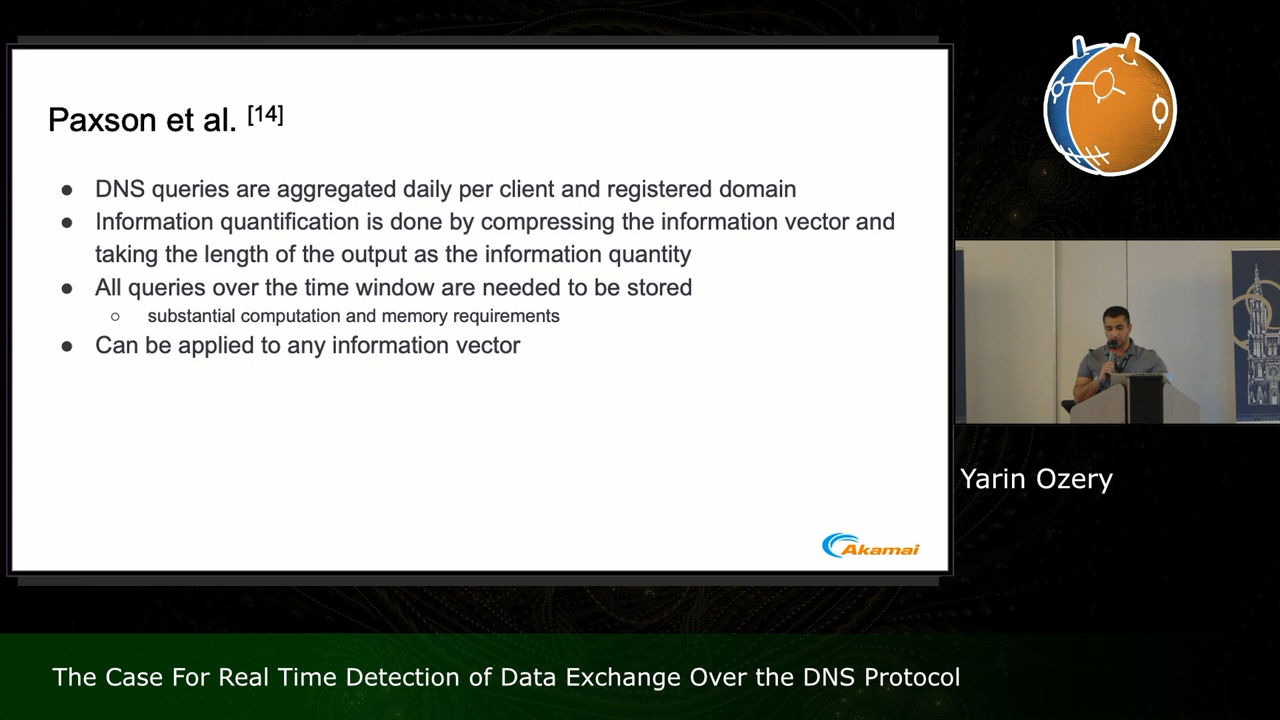 Paxson et al. [14]
● DNS queries are aggregated daily per client and registered domain
● Information quantification is done by compressing the information vector and
taking the length of the output as the information quantity
● All queries over the time window are needed to be stored
○ substantial computation and memory requirements
● Can be applied to any information vector
Akamai
Yarin Ozery
The Case For Real Time Detection of Data Exchange Over the DNS Protocol